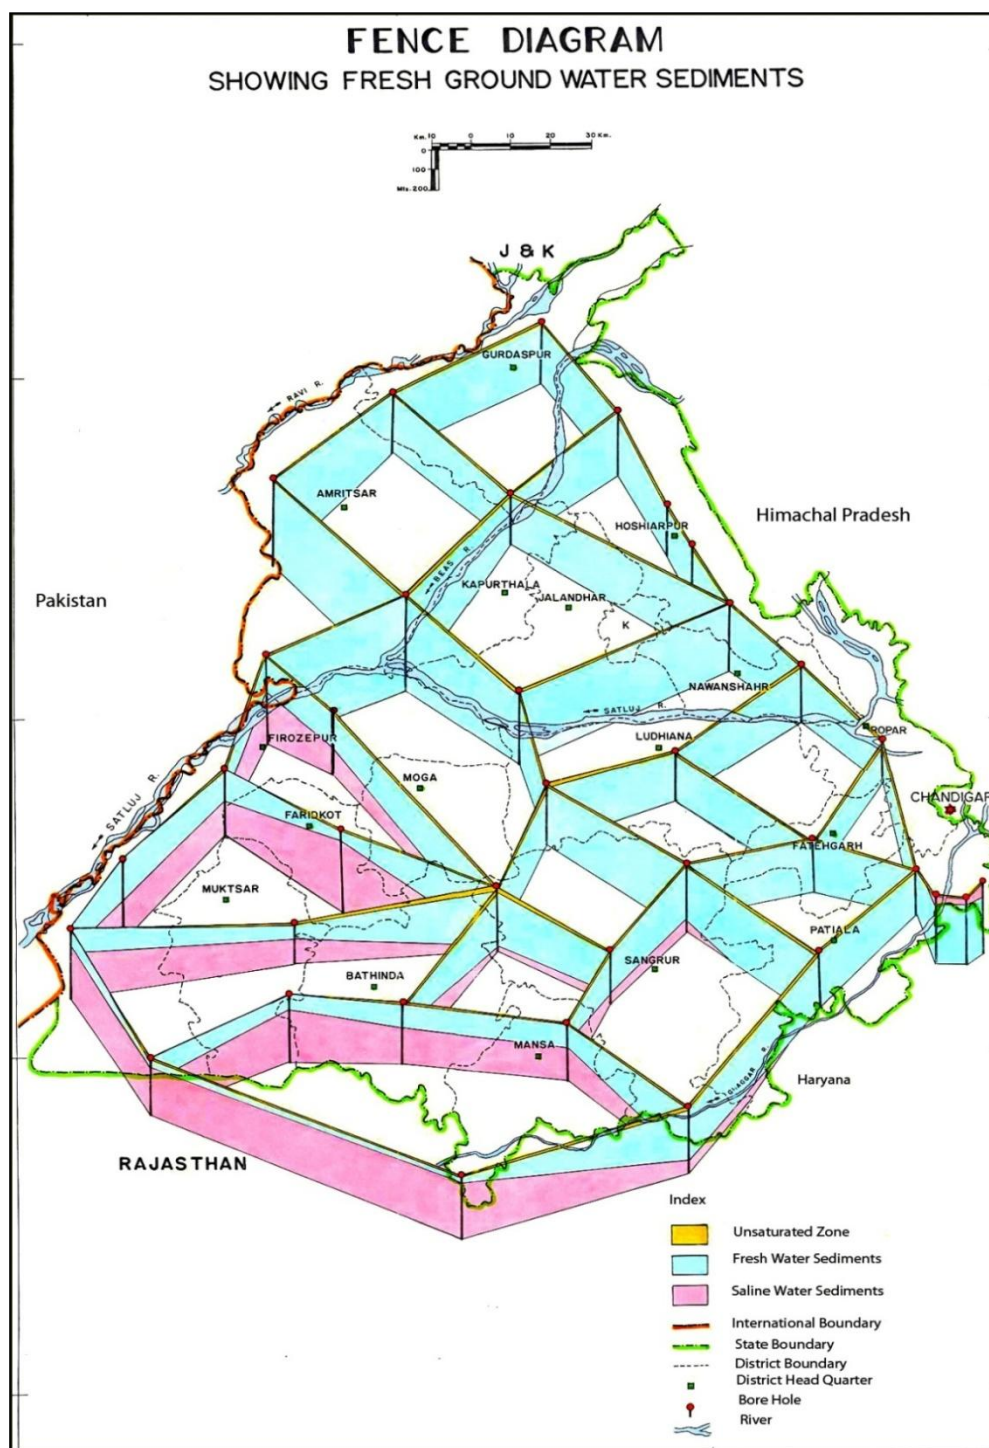 FENCE DIAGRAM
SHOWING FRESH GROUND WATER SEDIMENTS
Km. 10 0 10 20 30 Km.
0
100
Mts. 200
J & K
GURDASPUR
RAVI R.
AMRITSAR
HOSHIARPUR
Himachal Pradesh
BEAS R.
KAPURTHALA
JALANDHAR
Pakistan
K
NAWANSHAHR
SATLUJ R.
ROPAR
FIROZEPUR
LUDHIANA
MOGA
SATLUJ R.
CHANDIGAR
FARIDKOT
FATEHGARH
MUKTSAR
PATIALA
SANGRUR
BATHINDA
MANSA
GHAGGAR R.
Haryana
RAJASTHAN
Index
Unsaturated Zone
Fresh Water Sediments
Saline Water Sediments
International Boundary
State Boundary
District Boundary
District Head Quarter
Bore Hole
River